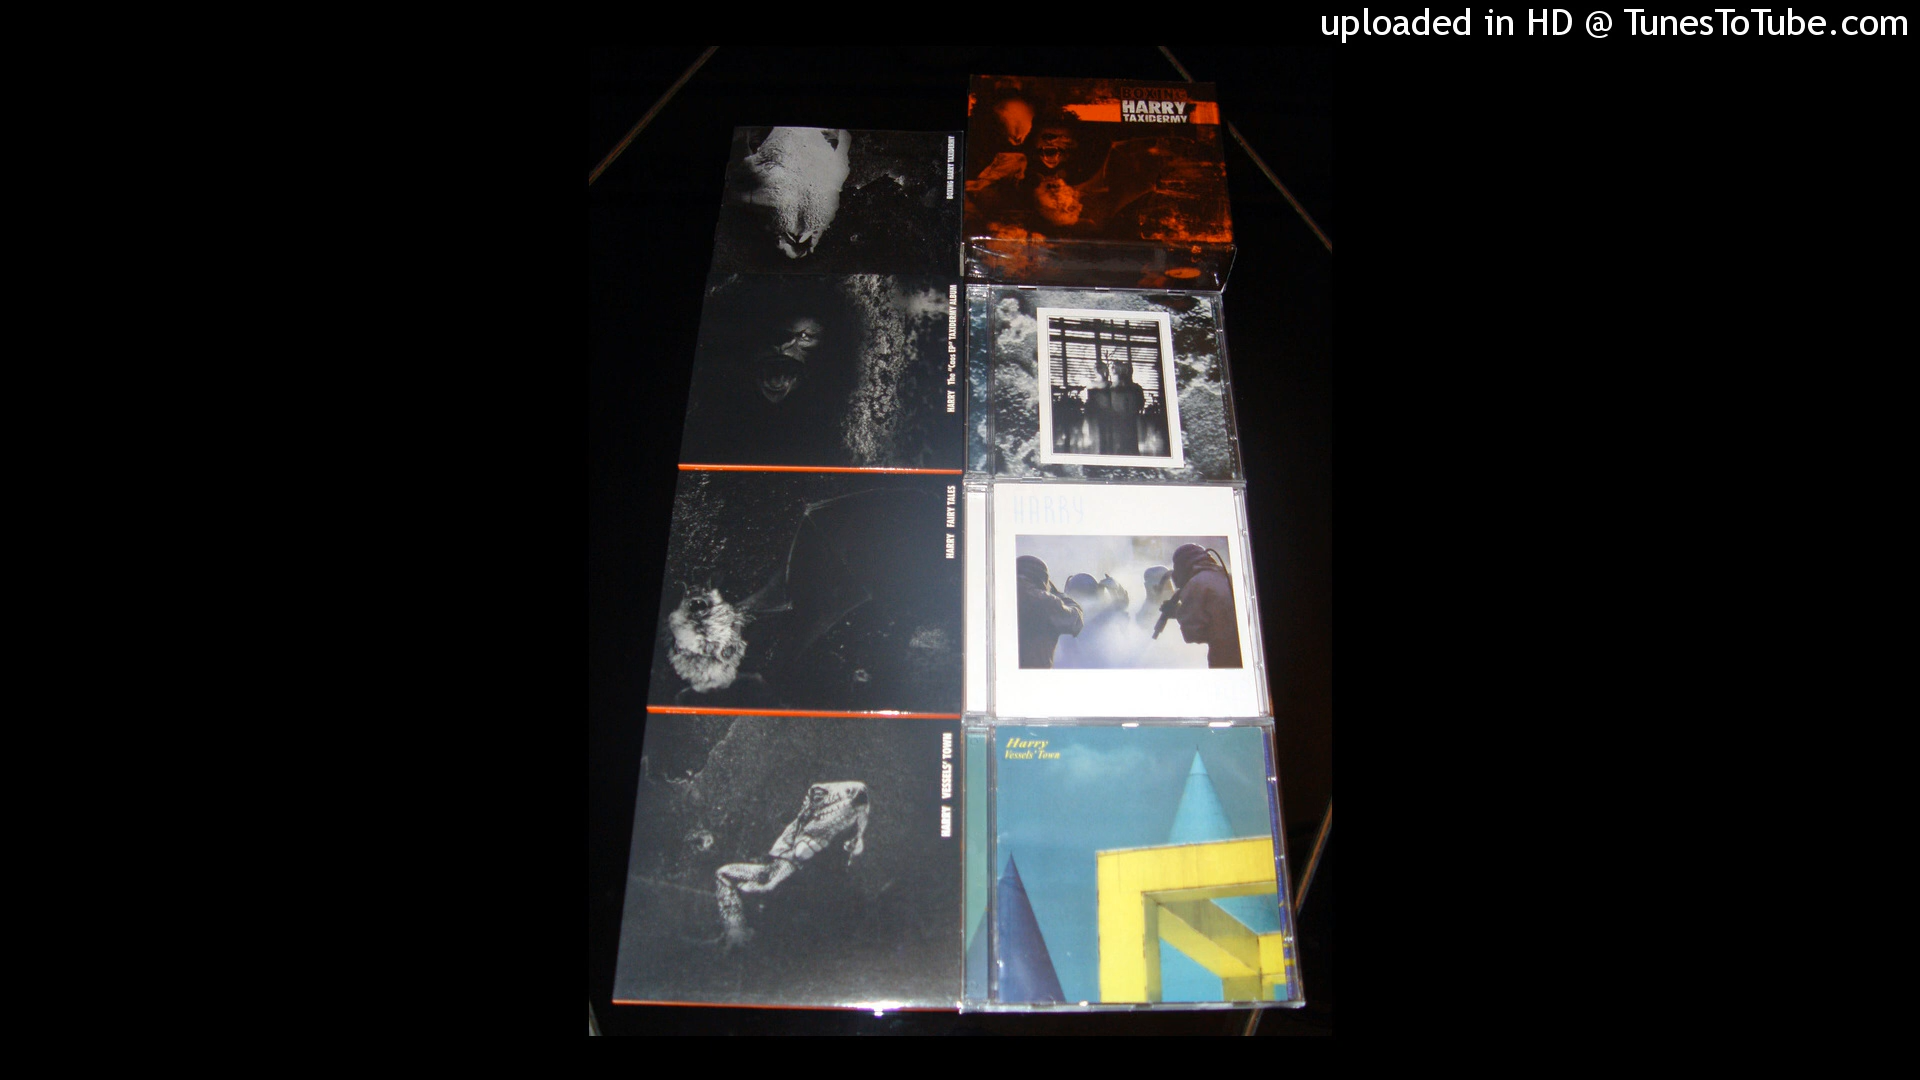 uploaded in HD @ TunesToTube.com
BOXING
HARRY
TAXIDERMY
BOXING HARRY TAXIDERMY
HARRY The "Caos EP" TAXIDERMY ALBUM
HARRY FAIRY TALES
HARRY
HARRY VESSELS' TOWN
Harry
Vessels' Town